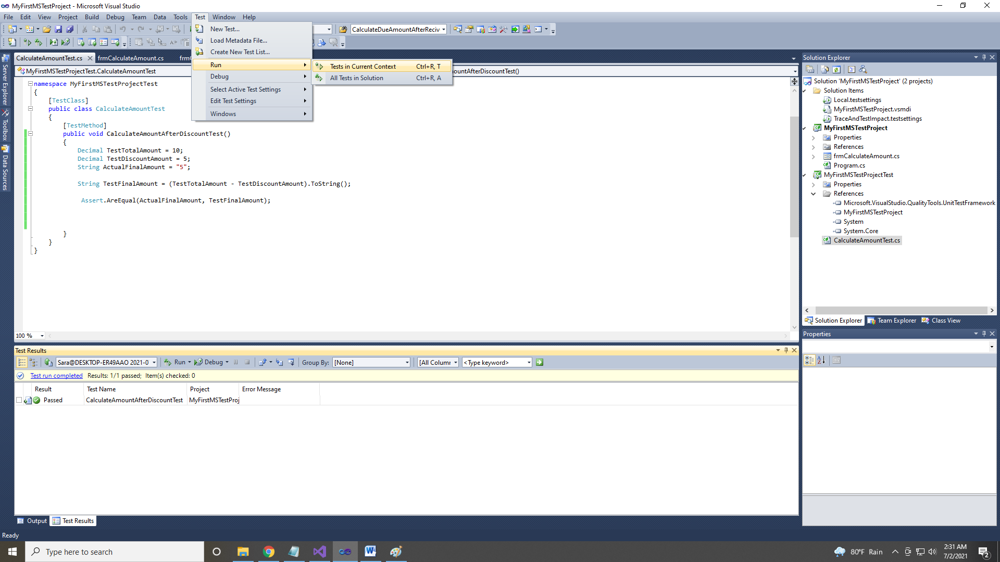 MyFirstMSTestProject - Microsoft Visual Studio
File Edit View Project Build Debug Team Data Tools Test Window Help
CalculateDueAmountAfterReciv
New Test...
Load Metadata File...
Create New Test List...
Run
Debug
Select Active Test Settings
Edit Test Settings
Windows
Tests in Current Context Ctrl+R, T
All Tests in Solution Ctrl+R, A
Server Explorer
Toolbox
Data Sources
CalculateAmountTest.cs frmCalculateAmount.cs frm
MyFirstMSTestProjectTest.CalculateAmountTest
ountAfterDiscountTest()
namespace MyFirstMSTestProjectTest
{
[TestClass]
public class CalculateAmountTest
{
[TestMethod]
public void CalculateAmountAfterDiscountTest()
{
Decimal TestTotalAmount = 10;
Decimal TestDiscountAmount = 5;
String ActualFinalAmount = "5";
String TestFinalAmount = (TestTotalAmount - TestDiscountAmount).ToString();
Assert.AreEqual(ActualFinalAmount, TestFinalAmount);
}
}
}
100 %
Solution Explorer
Solution 'MyFirstMSTestProject' (2 projects)
Solution Items
Local.testsettings
MyFirstMSTestProject.vsmdi
TraceAndTestImpact.testsettings
MyFirstMSTestProject
Properties
References
frmCalculateAmount.cs
Program.cs
MyFirstMSTestProjectTest
Properties
References
Microsoft.VisualStudio.QualityTools.UnitTestFramework
MyFirstMSTestProject
System
System.Core
CalculateAmountTest.cs
Solution Explorer Team Explorer Class View
Properties
Test Results
Sara@DESKTOP-ER49AAO 2021-0 Run Debug Group By: [None] [All Column <Type keyword>
Test run completed Results: 1/1 passed; Item(s) checked: 0
Result Test Name Project Error Message
Passed CalculateAmountAfterDiscountTest MyFirstMSTestProj
Output Test Results
Ready
Type here to search
80°F Rain
2:31 AM
7/2/2021
2